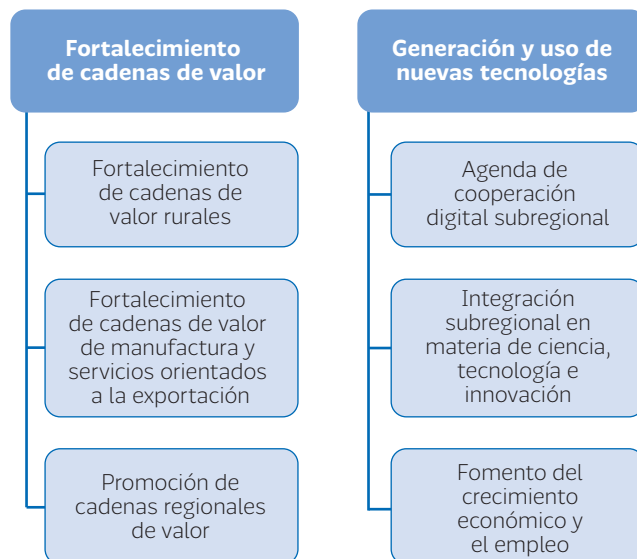 Fortalecimiento
de cadenas de valor
Fortalecimiento
de cadenas de
valor rurales
Fortalecimiento
de cadenas de valor
de manufactura y
servicios orientados
a la exportación
Promoción de
cadenas regionales
de valor
Generación y uso de
nuevas tecnologías
Agenda de
cooperación
digital subregional
Integración
subregional en
materia de ciencia,
tecnología e
innovación
Fomento del
crecimiento
económico y
el empleo